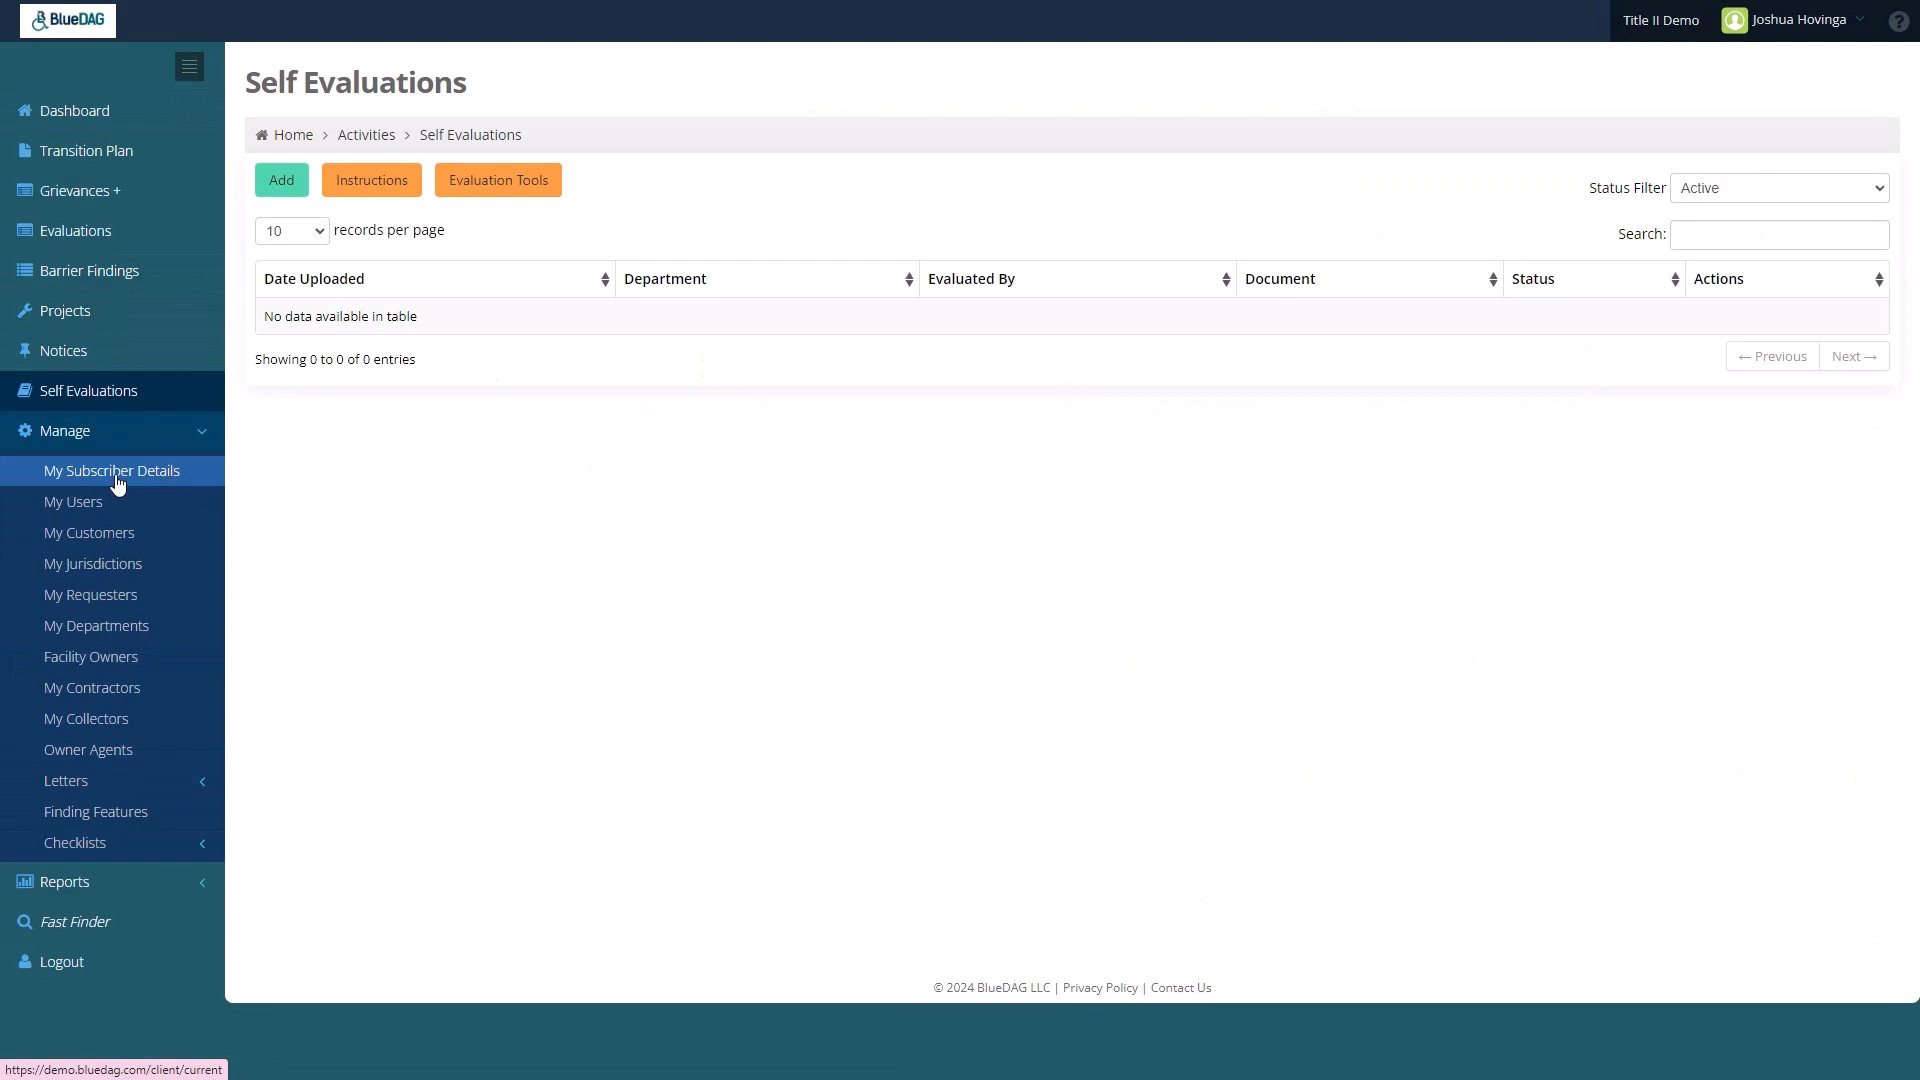 BlueDAG
Title II Demo
Joshua Hovinga
?
Dashboard
Transition Plan
Grievances +
Evaluations
Barrier Findings
Projects
Notices
Self Evaluations
Manage
My Subscriber Details
My Users
My Customers
My Jurisdictions
My Requesters
My Departments
Facility Owners
My Contractors
My Collectors
Owner Agents
Letters
Finding Features
Checklists
Reports
Fast Finder
Logout
Self Evaluations
Home > Activities > Self Evaluations
Add Instructions Evaluation Tools
Status Filter Active
10 records per page
Search:
Date Uploaded Department Evaluated By Document Status Actions
No data available in table
Showing 0 to 0 of 0 entries
← Previous Next →
© 2024 BlueDAG LLC | Privacy Policy | Contact Us
https://demo.bluedag.com/client/current